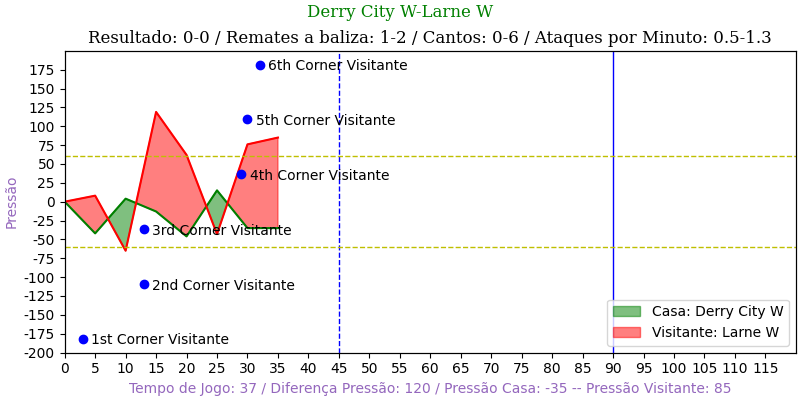 Derry City W-Larne W
Resultado: 0-0 / Remates a baliza: 1-2 / Cantos: 0-6 / Ataques por Minuto: 0.5-1.3
Pressão
175
150
125
100
75
50
25
0
-25
-50
-75
-100
-125
-150
-175
-200
6th Corner Visitante
5th Corner Visitante
4th Corner Visitante
3rd Corner Visitante
2nd Corner Visitante
1st Corner Visitante
Casa: Derry City W
Visitante: Larne W
0 5 10 15 20 25 30 35 40 45 50 55 60 65 70 75 80 85 90 95 100 105 110 115
Tempo de Jogo: 37 / Diferença Pressão: 120 / Pressão Casa: -35 -- Pressão Visitante: 85